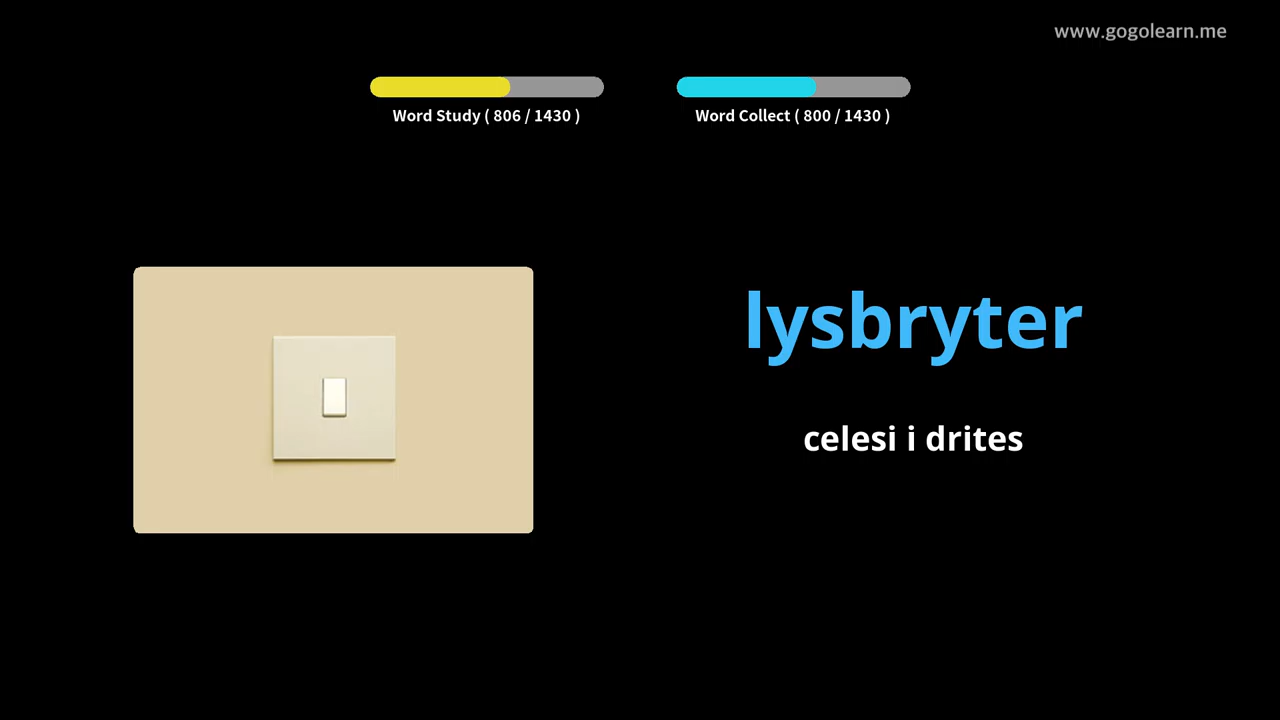 www.gogolearn.me
Word Study ( 806 / 1430 )
Word Collect ( 800 / 1430 )
lysbryter
celesi i drites